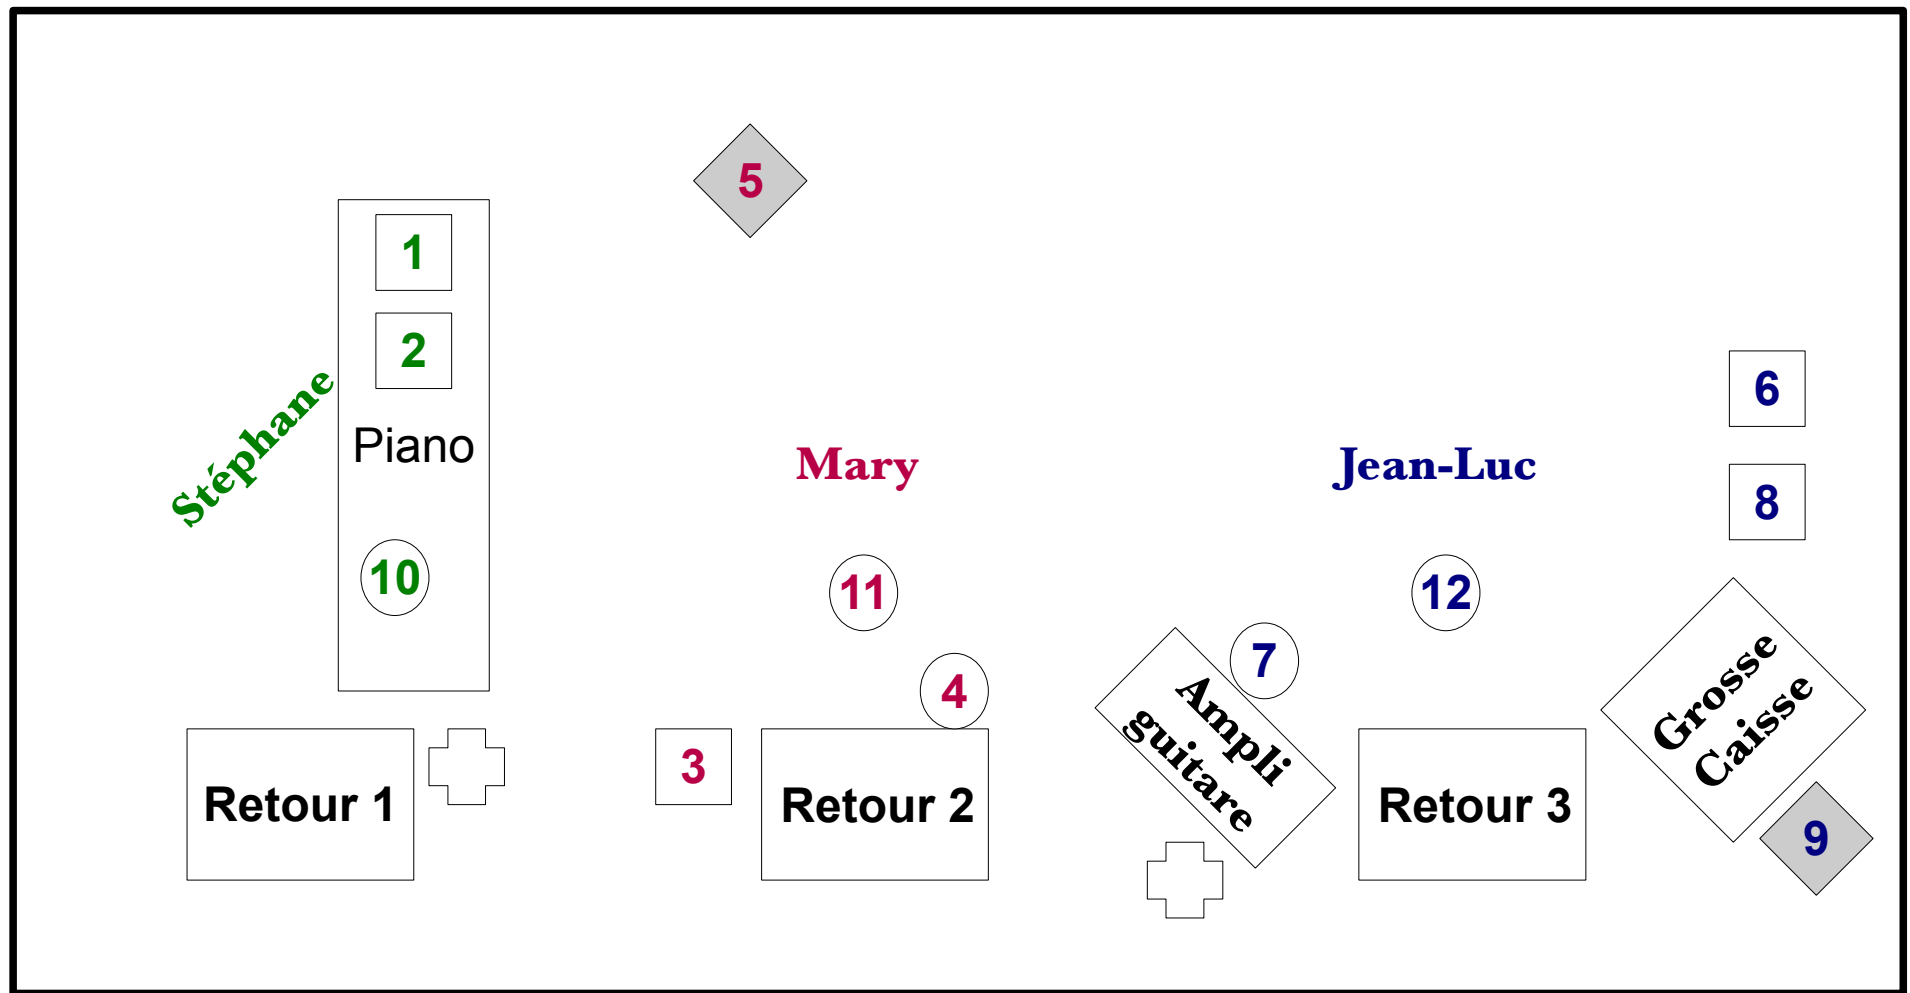 5
1
2
Stéphane
Piano
10
Mary
Jean-Luc
6
8
11
12
4
7
3
Retour 1
Retour 2
Ampli
guitare
Retour 3
Grosse
Caisse
9